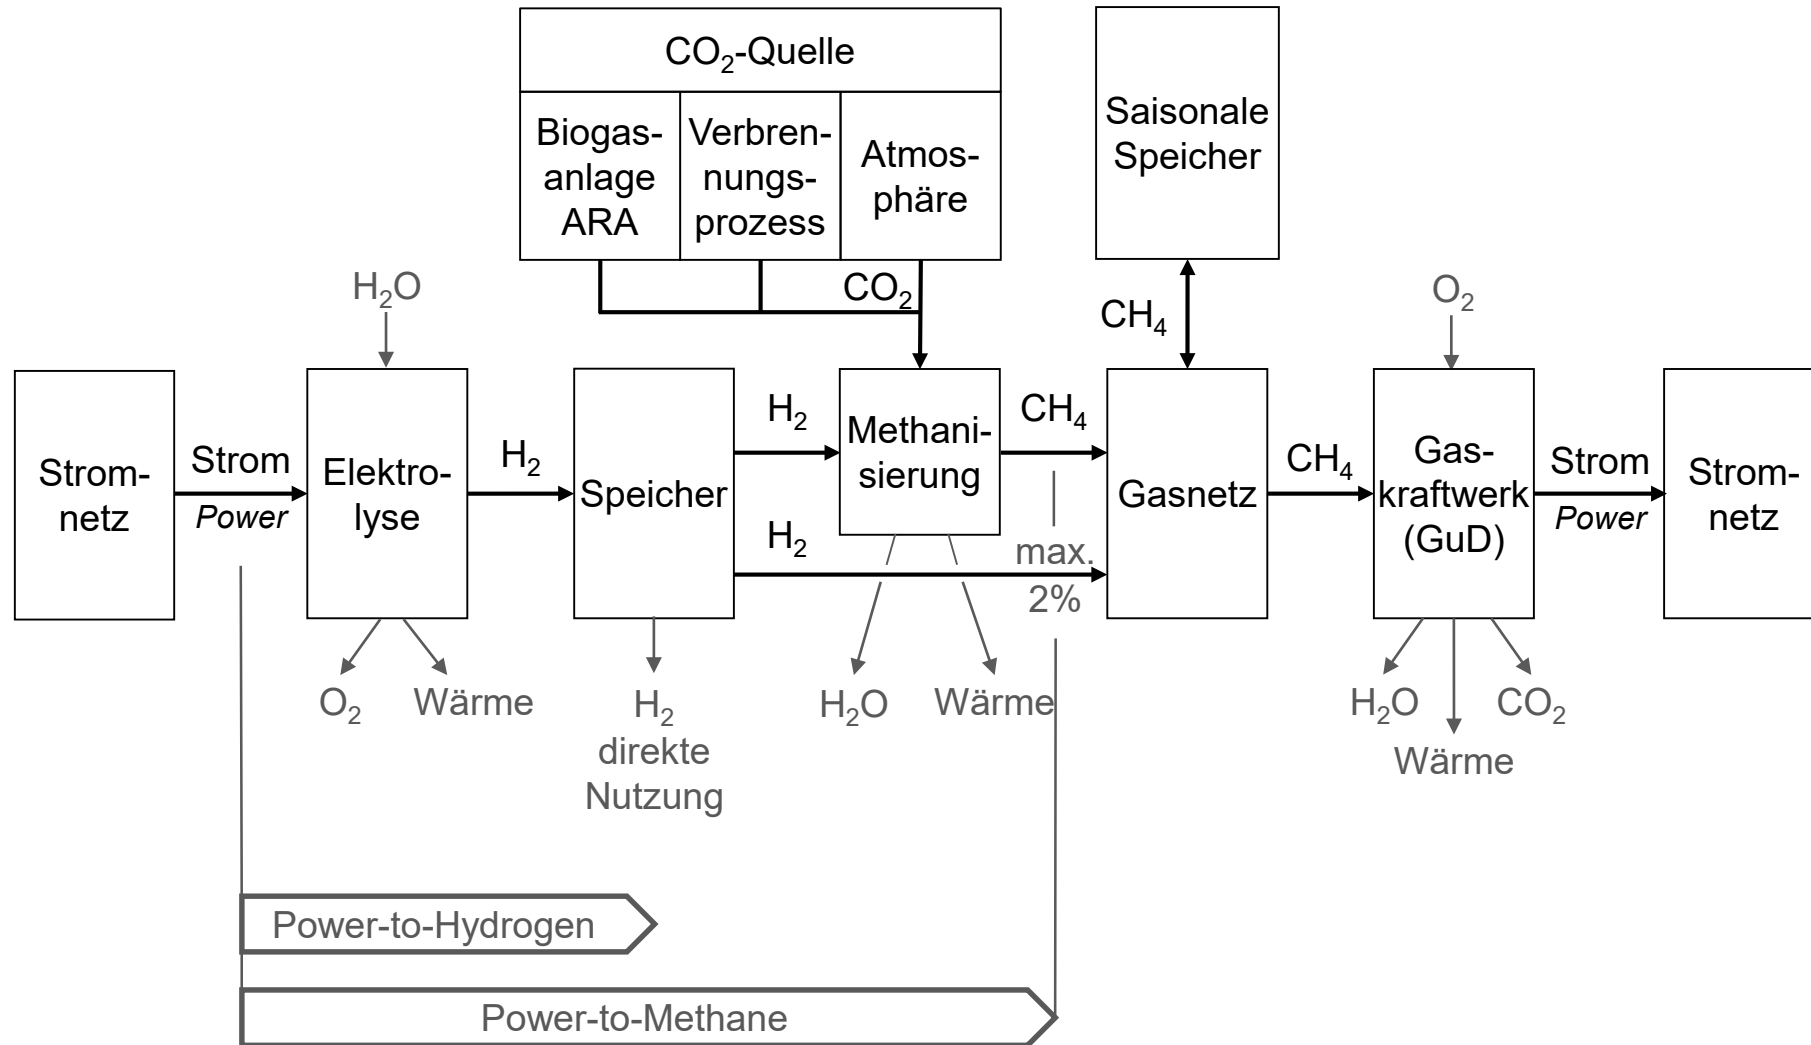 CO₂-Quelle
Biogas-
anlage
ARA
Verbren-
nungs-
prozess
Atmos-
phäre
Saisonale
Speicher
H₂O
CO₂
CH₄
O₂
Strom-
netz
Strom
Power
Elektro-
lyse
H₂
Speicher
H₂
H₂
Methani-
sierung
CH₄
max.
2%
Gasnetz
CH₄
Gas-
kraftwerk
(GuD)
Strom
Power
Strom-
netz
O₂
Wärme
H₂
direkte
Nutzung
H₂O
Wärme
H₂O
Wärme
CO₂
Power-to-Hydrogen
Power-to-Methane